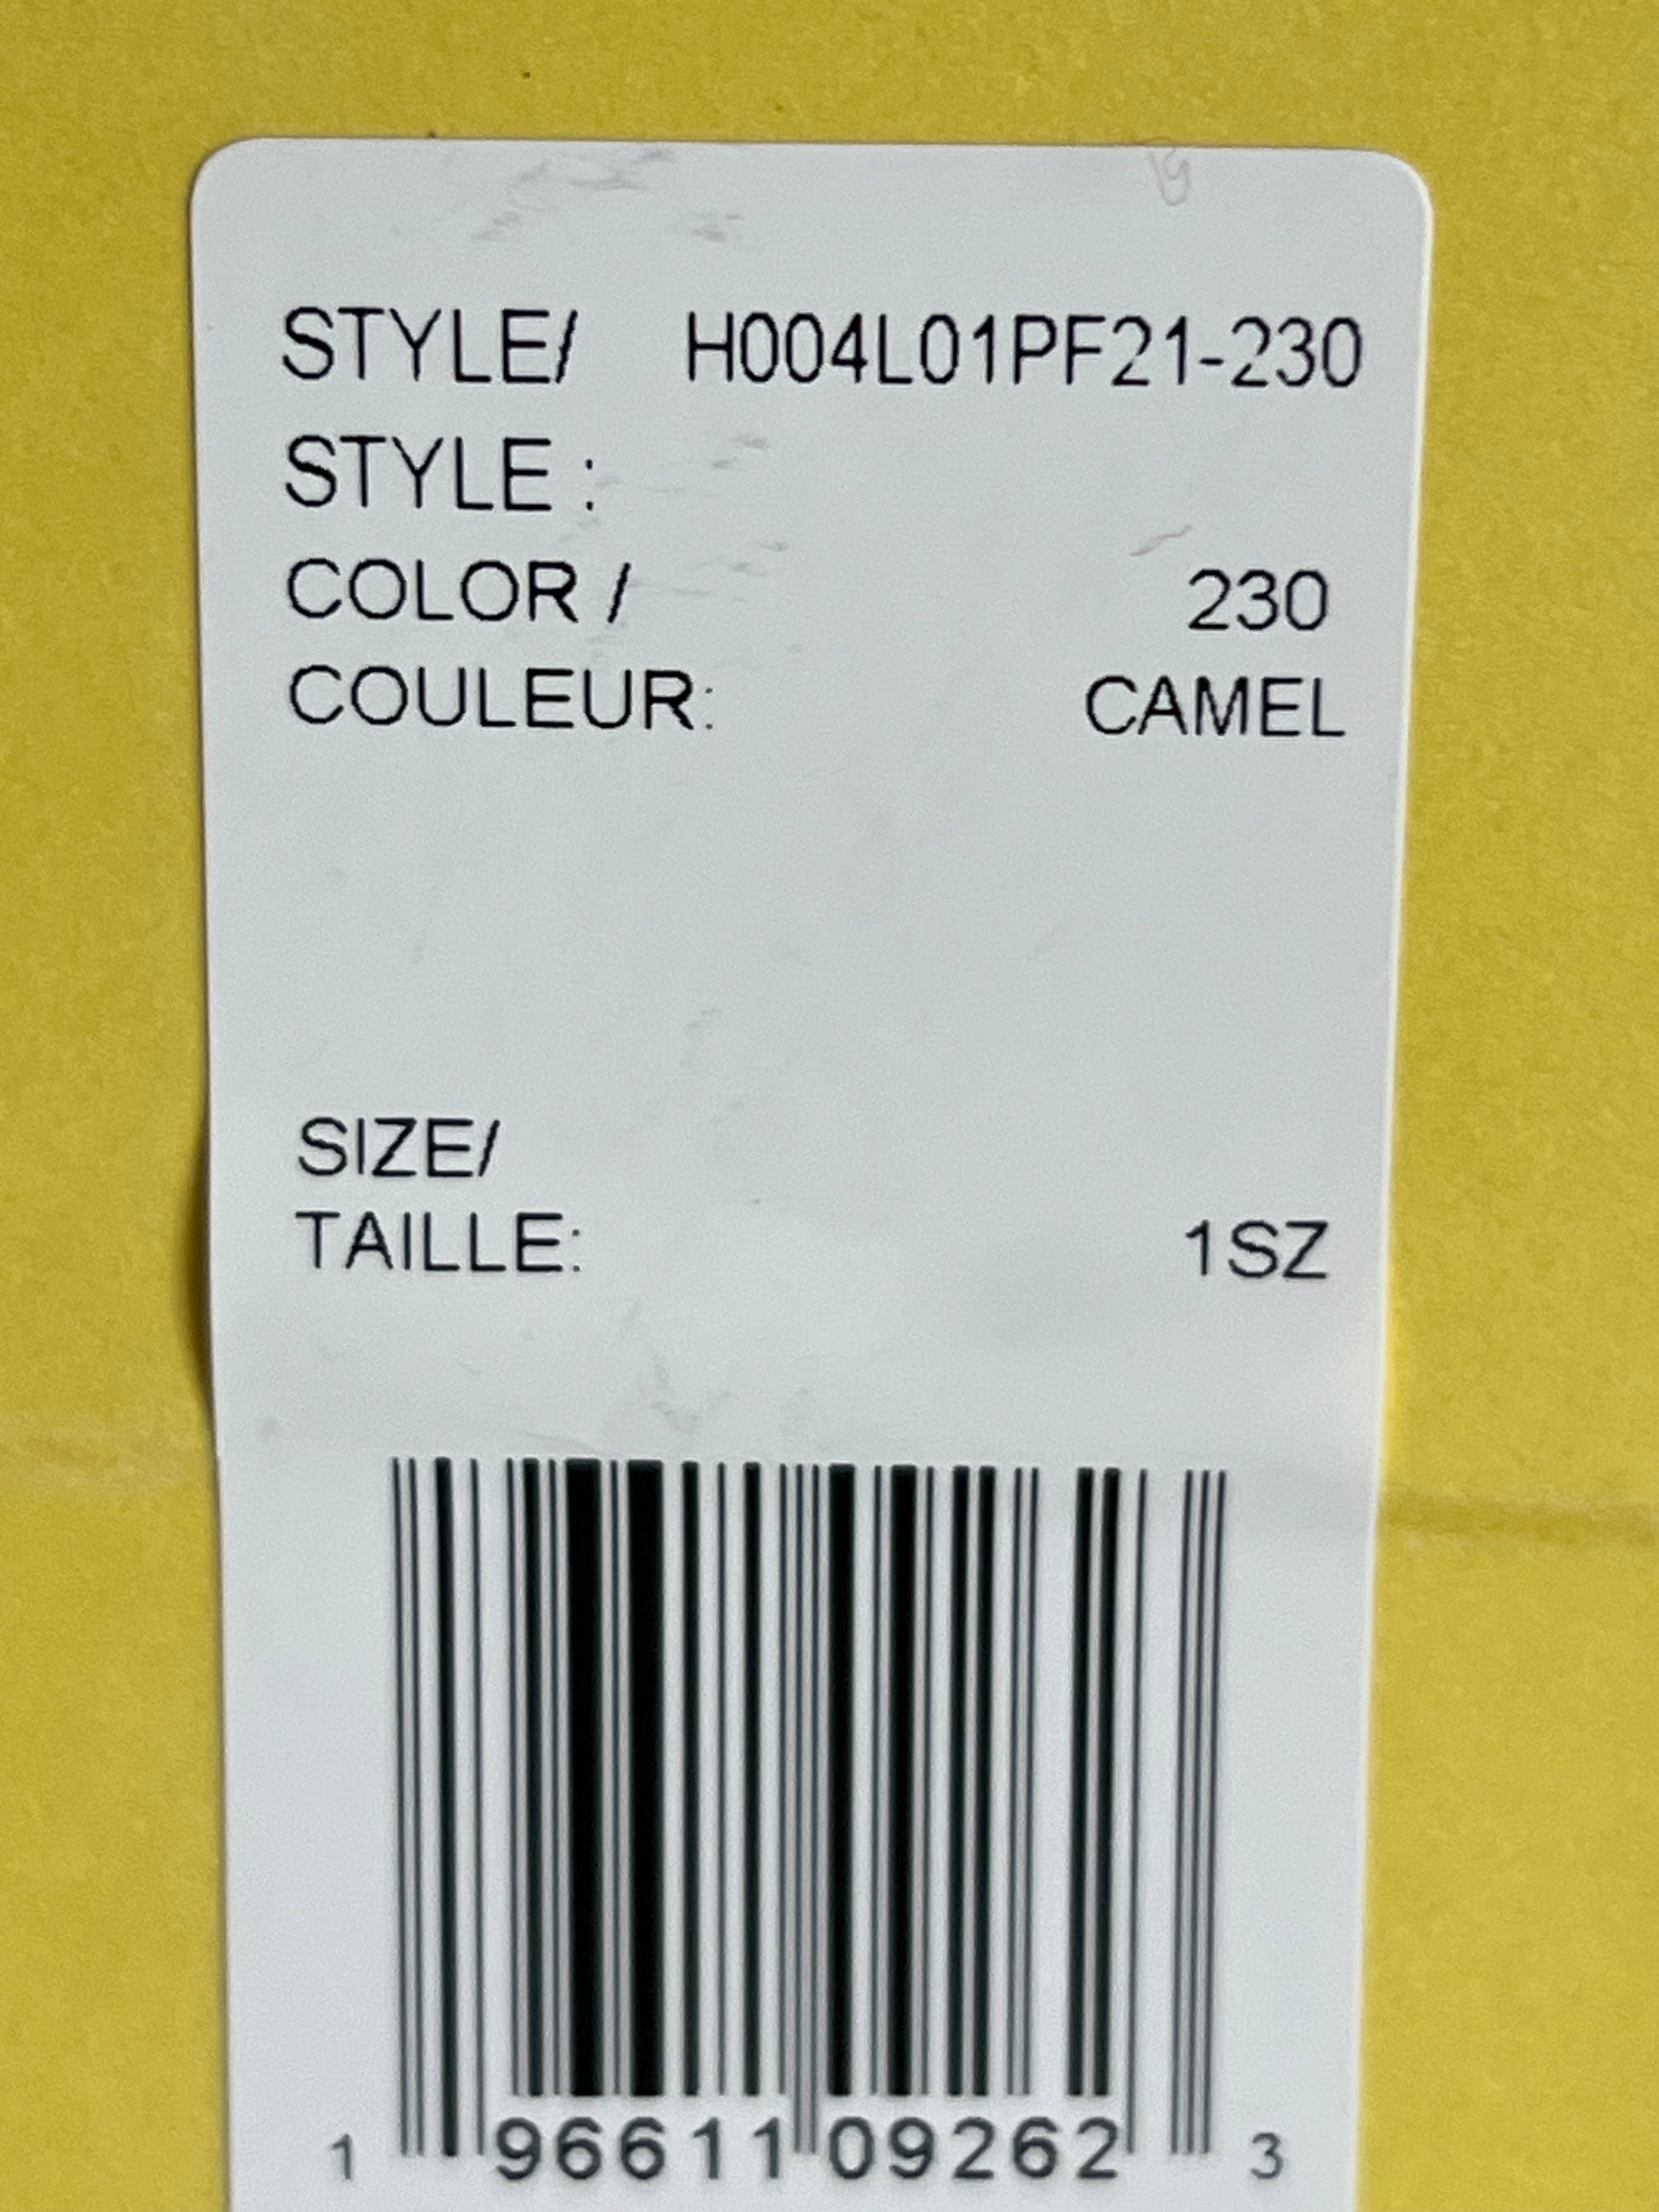 STYLE/ H004L01PF21-230
STYLE :
COLOR / 230
COULEUR: CAMEL
SIZE/
TAILLE: 1SZ
1 96611 09262 3